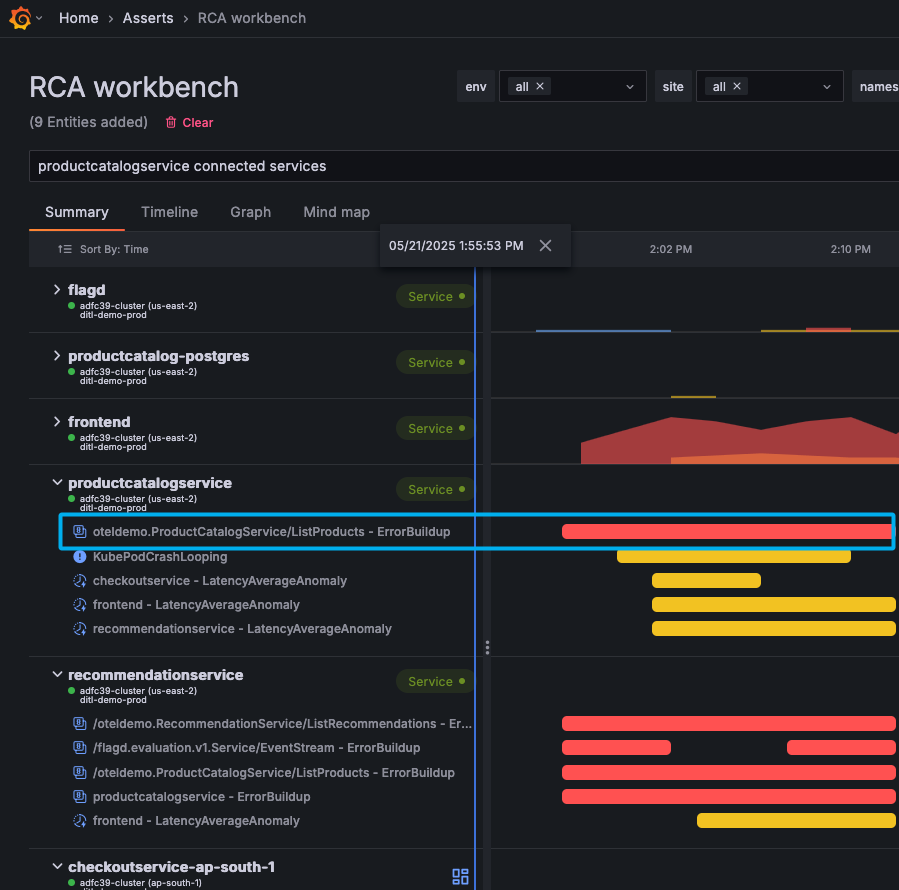 Home > Asserts > RCA workbench
RCA workbench
(9 Entities added) Clear
env all × site all × names
productcatalogservice connected services
Summary Timeline Graph Mind map
05/21/2025 1:55:53 PM
Sort By: Time 2:02 PM 2:10 PM
flagd
adfc39-cluster (us-east-2)
ditl-demo-prod
Service
productcatalog-postgres
adfc39-cluster (us-east-2)
ditl-demo-prod
Service
frontend
adfc39-cluster (us-east-2)
ditl-demo-prod
Service
productcatalogservice
adfc39-cluster (us-east-2)
ditl-demo-prod
Service
oteldemo.ProductCatalogService/ListProducts - ErrorBuildup
KubePodCrashLooping
checkoutservice - LatencyAverageAnomaly
frontend - LatencyAverageAnomaly
recommendationservice - LatencyAverageAnomaly
recommendationservice
adfc39-cluster (us-east-2)
ditl-demo-prod
Service
/oteldemo.RecommendationService/ListRecommendations - Er...
/flagd.evaluation.v1.Service/EventStream - ErrorBuildup
/oteldemo.ProductCatalogService/ListProducts - ErrorBuildup
productcatalogservice - ErrorBuildup
frontend - LatencyAverageAnomaly
checkoutservice-ap-south-1
adfc39-cluster (ap-south-1)